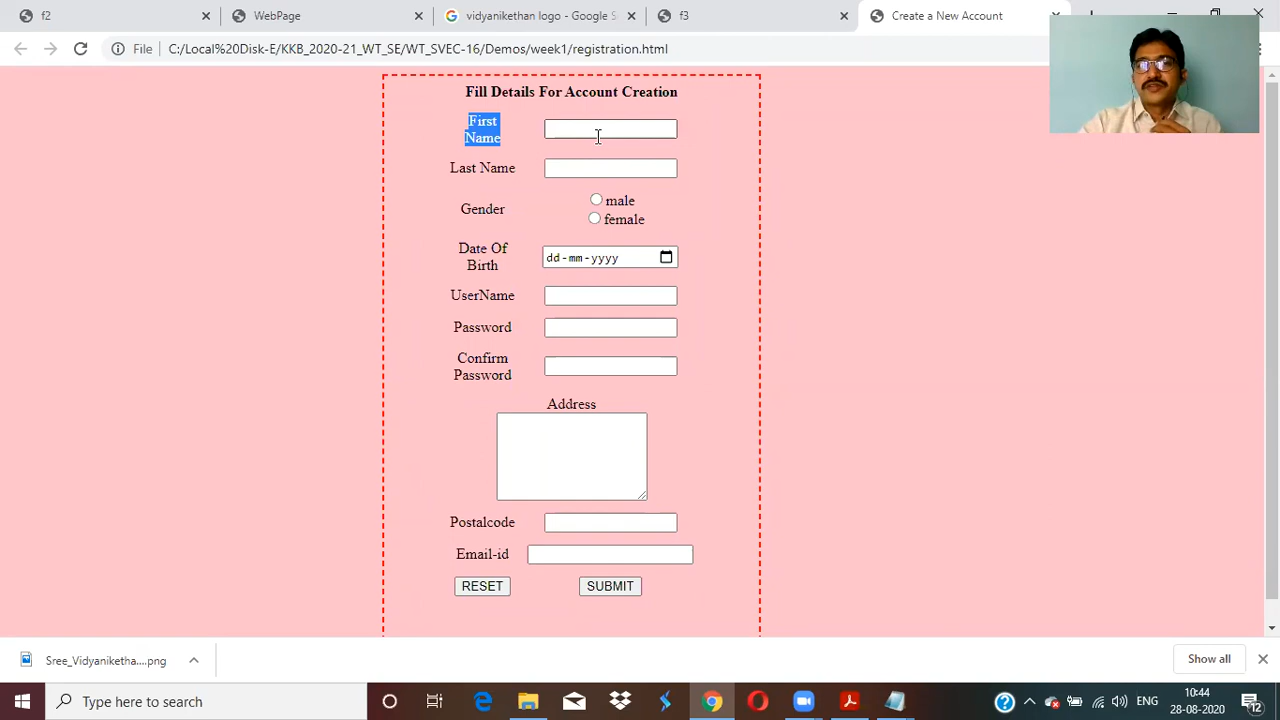 f2
WebPage
vidyanikethan logo - Google S
f3
Create a New Account
File
C:/Local%20Disk-E/KKB_2020-21_WT_SE/WT_SVEC-16/Demos/week1/registration.html
Fill Details For Account Creation
First
Name
Last Name
Gender
male
female
Date Of
Birth
dd-mm-yyyy
UserName
Password
Confirm
Password
Address
Postalcode
Email-id
RESET
SUBMIT
Sree_Vidyaniketha....png
Show all
Type here to search
ENG
10:44
28-08-2020
12